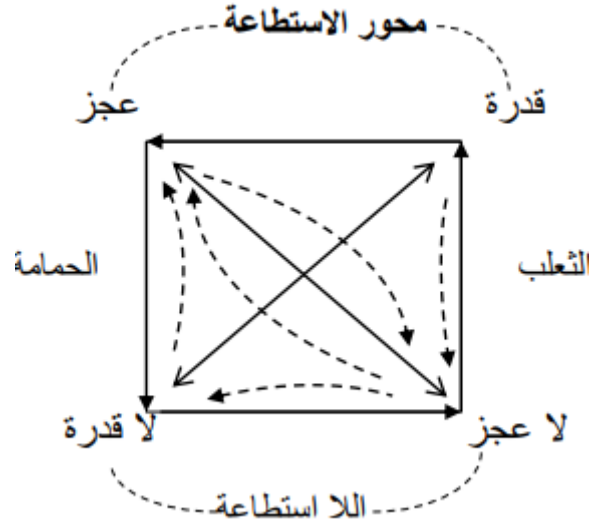 محور الاستطاعة
قدرة
عجز
الثعلب
الحمامة
لا عجز
لا قدرة
اللا استطاعة